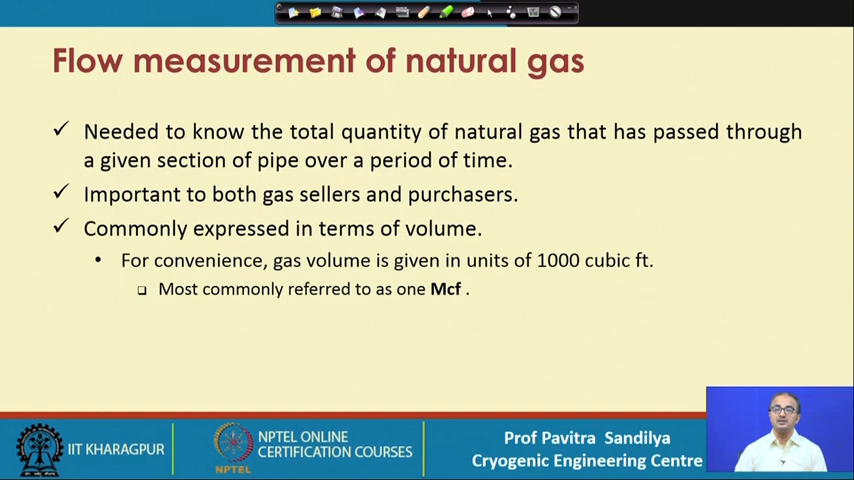 Flow measurement of natural gas
✓ Needed to know the total quantity of natural gas that has passed through
a given section of pipe over a period of time.
✓ Important to both gas sellers and purchasers.
✓ Commonly expressed in terms of volume.
• For convenience, gas volume is given in units of 1000 cubic ft.
❑ Most commonly referred to as one Mcf .
IIT KHARAGPUR
NPTEL
NPTEL ONLINE
CERTIFICATION COURSES
Prof Pavitra Sandilya
Cryogenic Engineering Centre